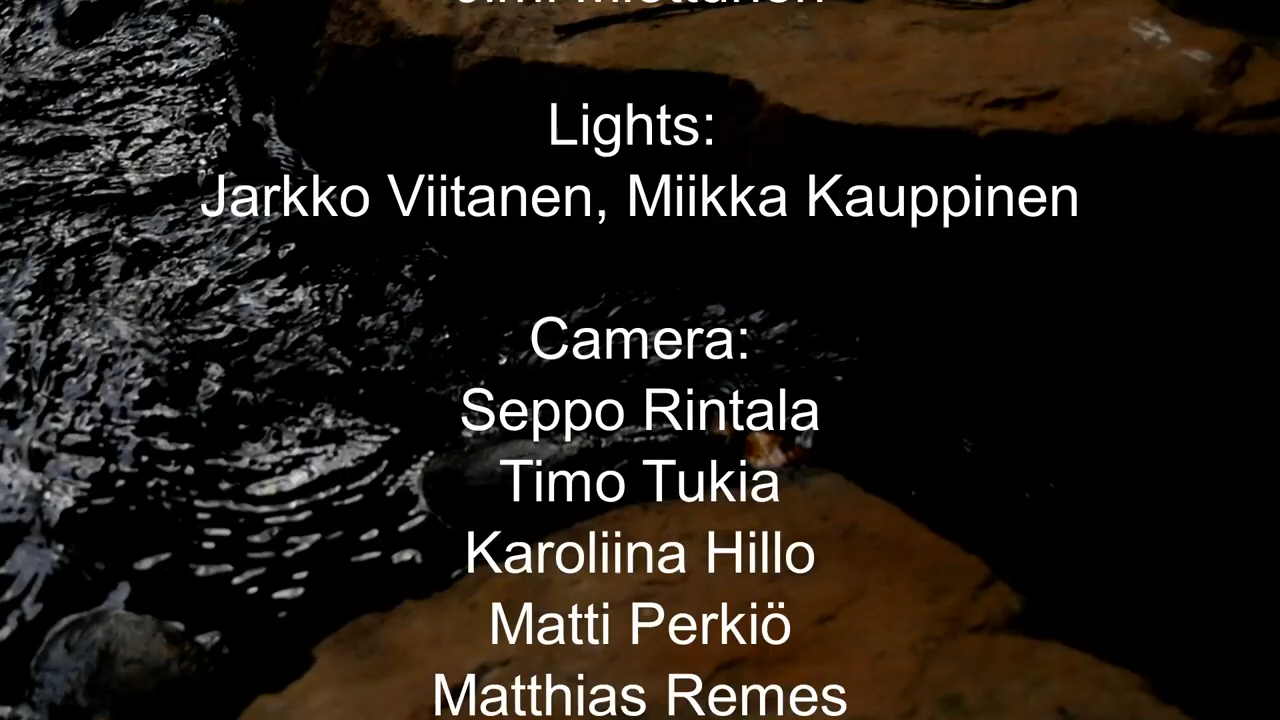 Lights:
Jarkko Viitanen, Miikka Kauppinen
Camera:
Seppo Rintala
Timo Tukia
Karoliina Hillo
Matti Perkiö
Matthias Remes